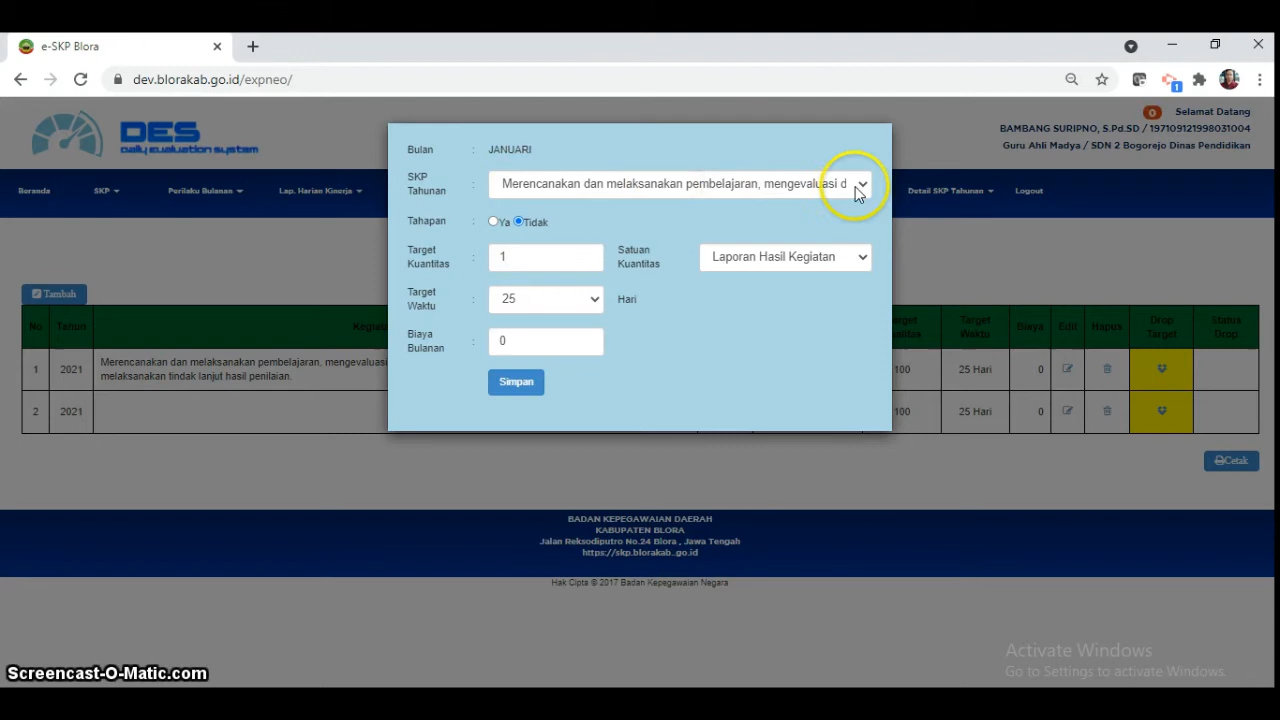 e-SKP Blora
dev.blorakab.go.id/expneo/
1
DES
daily evaluation system
0 Selamat Datang
BAMBANG SURIPNO, S.Pd.SD / 197109121998031004
Guru Ahli Madya / SDN 2 Bogorejo Dinas Pendidikan
Beranda SKP Perilaku Bulanan Lap. Harian Kinerja Detail SKP Tahunan Logout
Bulan : JANUARI
SKP Tahunan : Merencanakan dan melaksanakan pembelajaran, mengevaluasi d
Tahapan : Ya Tidak
Target Kuantitas : 1 Satuan Kuantitas Laporan Hasil Kegiatan
Target Waktu : 25 Hari
Biaya Bulanan : 0
Simpan
Tambah
No Tahun Target Waktu Biaya Edit Hapus Drop Target Status Drop
1 2021 Merencanakan dan melaksanakan pembelajaran, mengevaluasi 100 25 Hari 0
melaksanakan tindak lanjut hasil penilaian.
2 2021 100 25 Hari 0
Cetak
BADAN KEPEGAWAIAN DAERAH
KABUPATEN BLORA
Jalan Reksodiputro No.24 Blora , Jawa Tengah
https://skp.blorakab.go.id
Hak Cipta © 2017 Badan Kepegawaian Negara
Activate Windows
Go to Settings to activate Windows.
Screencast-O-Matic.com